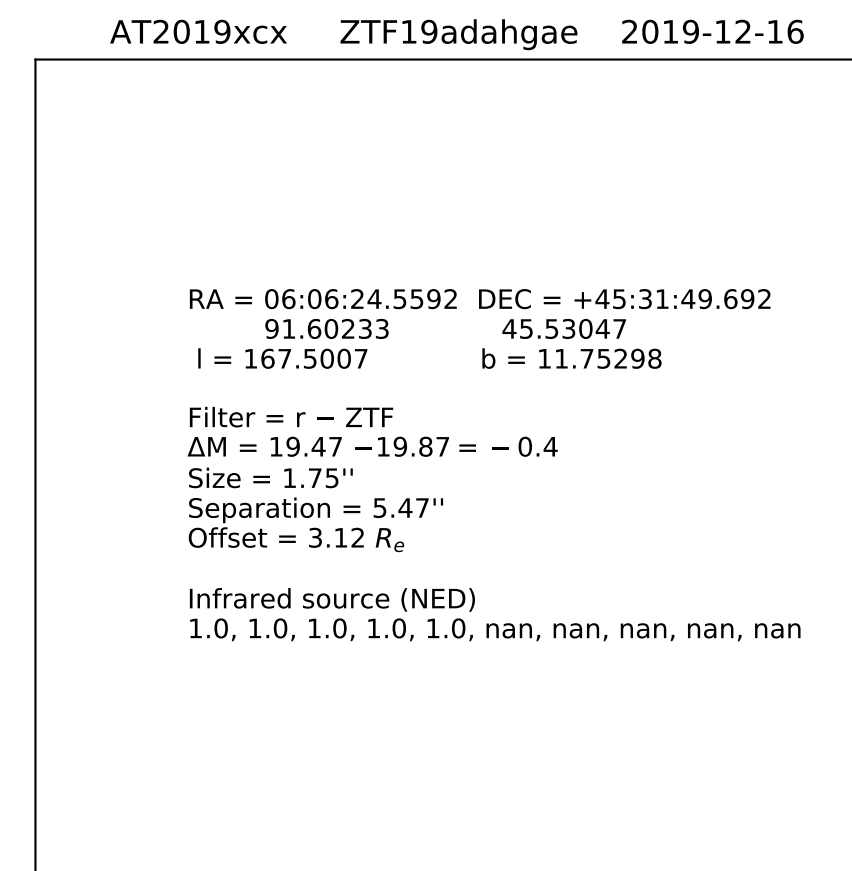 AT2019xcx ZTF19adahgae 2019-12-16
RA = 06:06:24.5592 DEC = +45:31:49.692
91.60233 45.53047
l = 167.5007 b = 11.75298
Filter = r − ZTF
ΔM = 19.47 −19.87 = − 0.4
Size = 1.75''
Separation = 5.47''
Offset = 3.12 Rₑ
Infrared source (NED)
1.0, 1.0, 1.0, 1.0, 1.0, nan, nan, nan, nan, nan